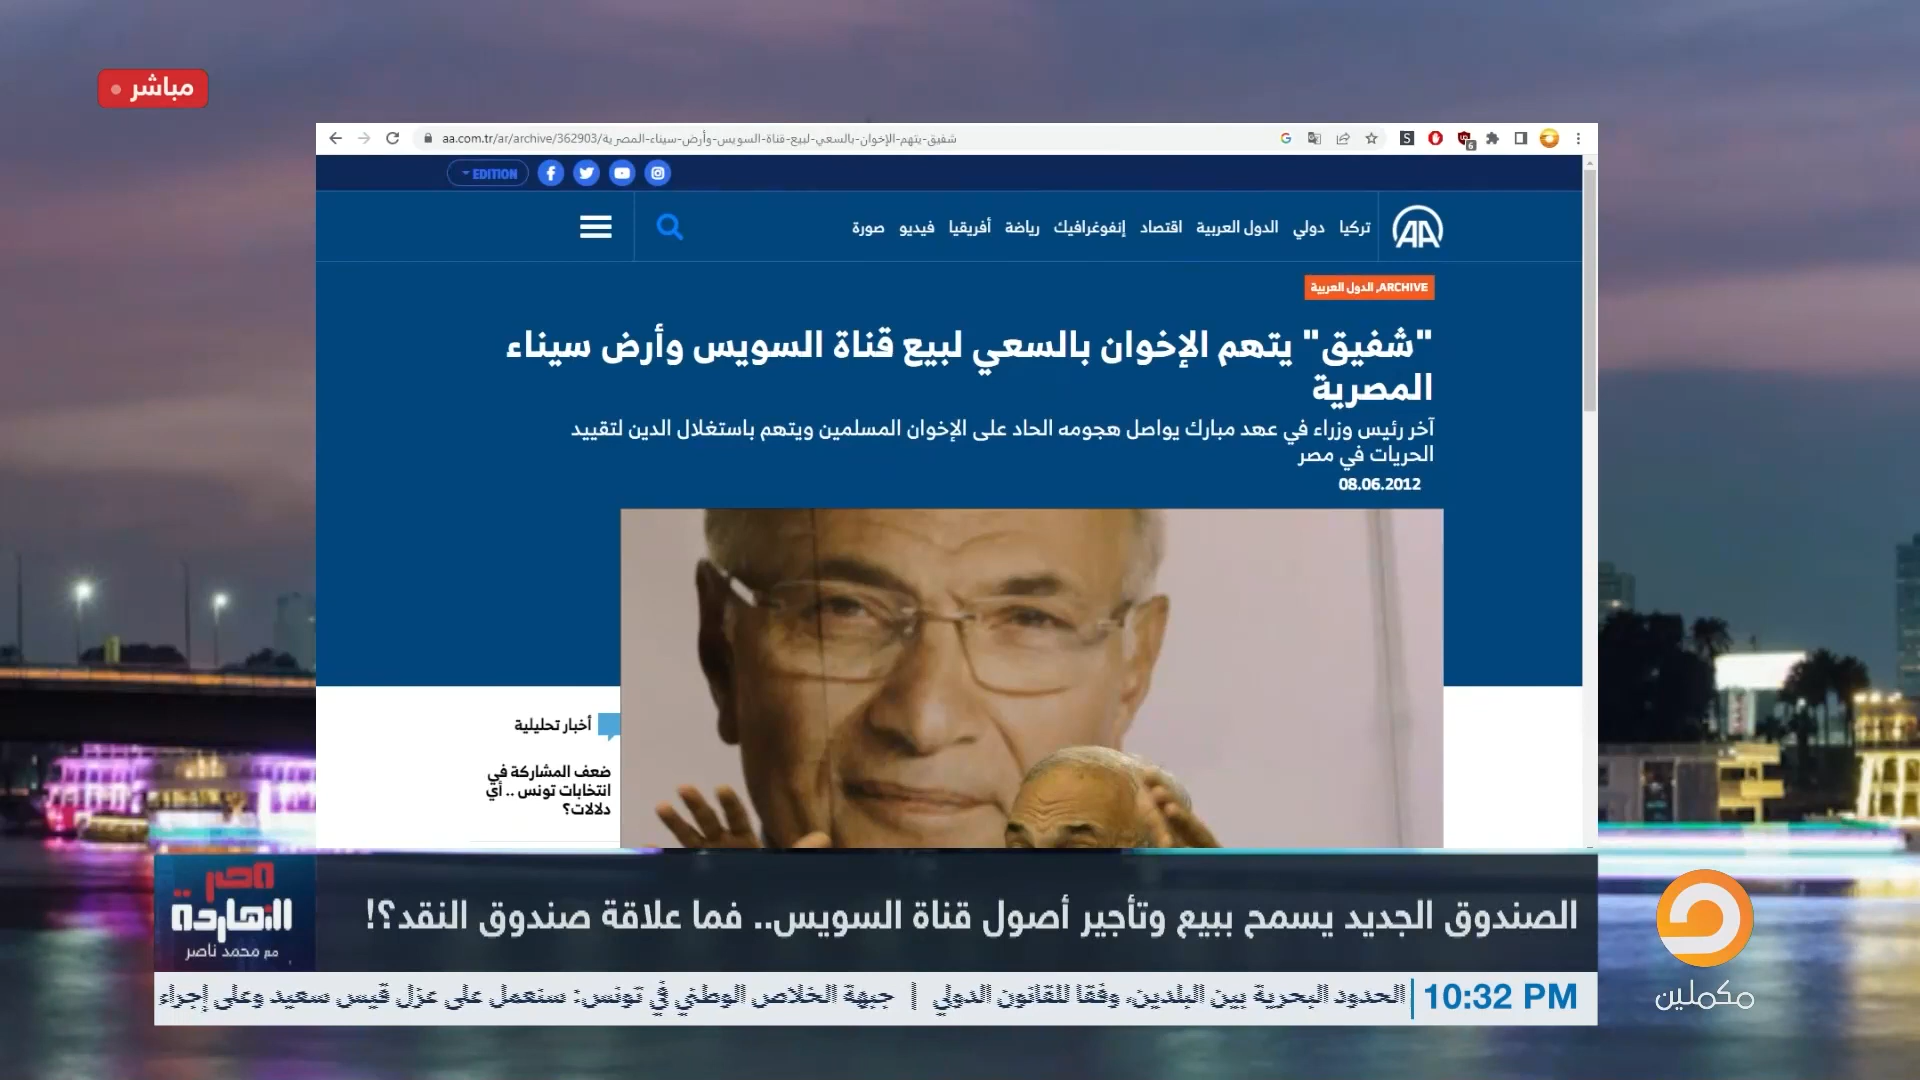 مباشر
aa.com.tr/ar/archive/362903/شفيق-يتهم-الإخوان-بالسعي-لبيع-قناة-السويس-وأرض-سيناء-المصرية
S
6
EDITION
تركيا دولي الدول العربية اقتصاد إنفوغرافيك رياضة أفريقيا فيديو صورة
AA
ARCHIVE, الدول العربية
"شفيق" يتهم الإخوان بالسعي لبيع قناة السويس وأرض سيناء
المصرية
آخر رئيس وزراء في عهد مبارك يواصل هجومه الحاد على الإخوان المسلمين ويتهم باستغلال الدين لتقييد
الحريات في مصر
08.06.2012
أخبار تحليلية
ضعف المشاركة في
انتخابات تونس .. أي
دلالات؟
مصر
النهاردة
مع محمد ناصر
الصندوق الجديد يسمح ببيع وتأجير أصول قناة السويس.. فما علاقة صندوق النقد؟!
10:32 PM
الحدود البحرية بين البلدين، وفقا للقانون الدولي | جبهة الخلاص الوطني في تونس: سنعمل على عزل قيس سعيد وعلى إجراء
مكملين